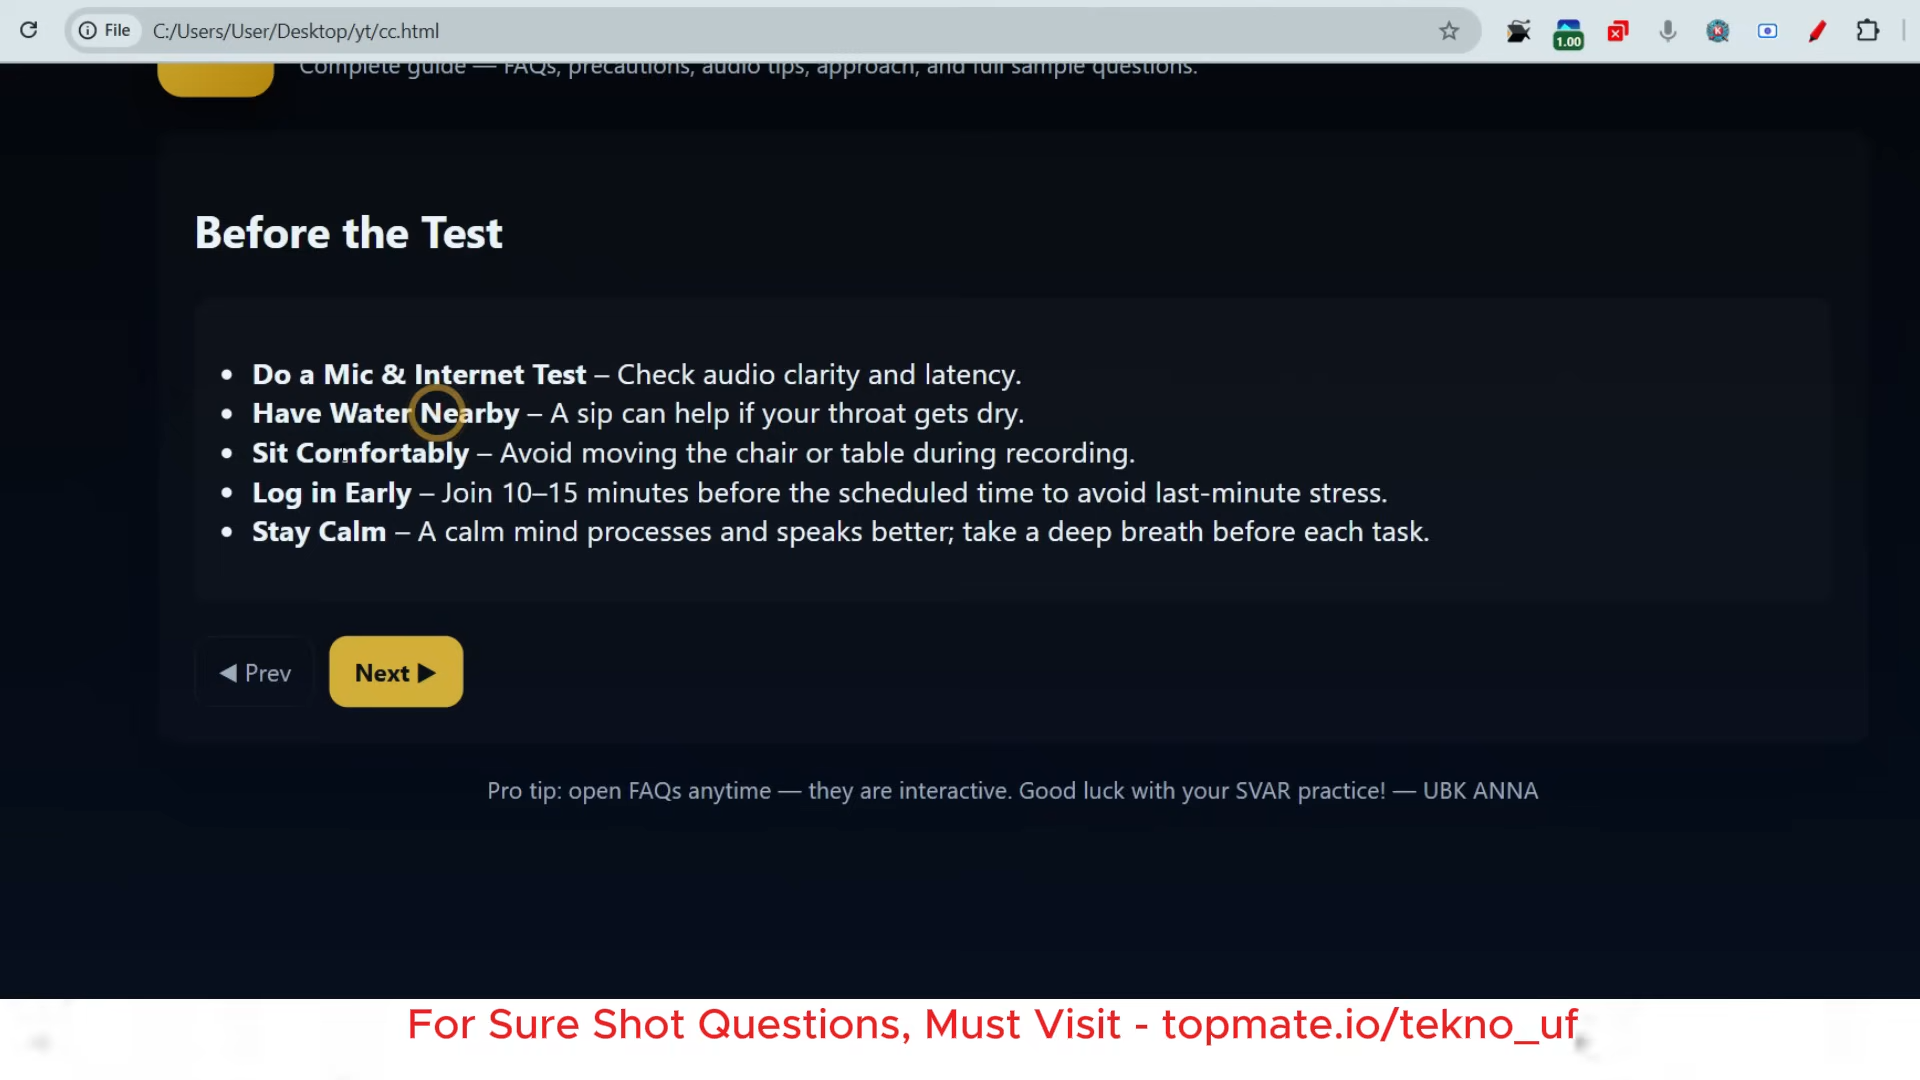 File
C:/Users/User/Desktop/yt/cc.html
1.00
Complete guide — FAQs, precautions, audio tips, approach, and full sample questions.
Before the Test
• Do a Mic & Internet Test – Check audio clarity and latency.
• Have Water Nearby – A sip can help if your throat gets dry.
• Sit Comfortably – Avoid moving the chair or table during recording.
• Log in Early – Join 10–15 minutes before the scheduled time to avoid last-minute stress.
• Stay Calm – A calm mind processes and speaks better; take a deep breath before each task.
◀ Prev
Next ▶
Pro tip: open FAQs anytime — they are interactive. Good luck with your SVAR practice! — UBK ANNA
For Sure Shot Questions, Must Visit - topmate.io/tekno_uf